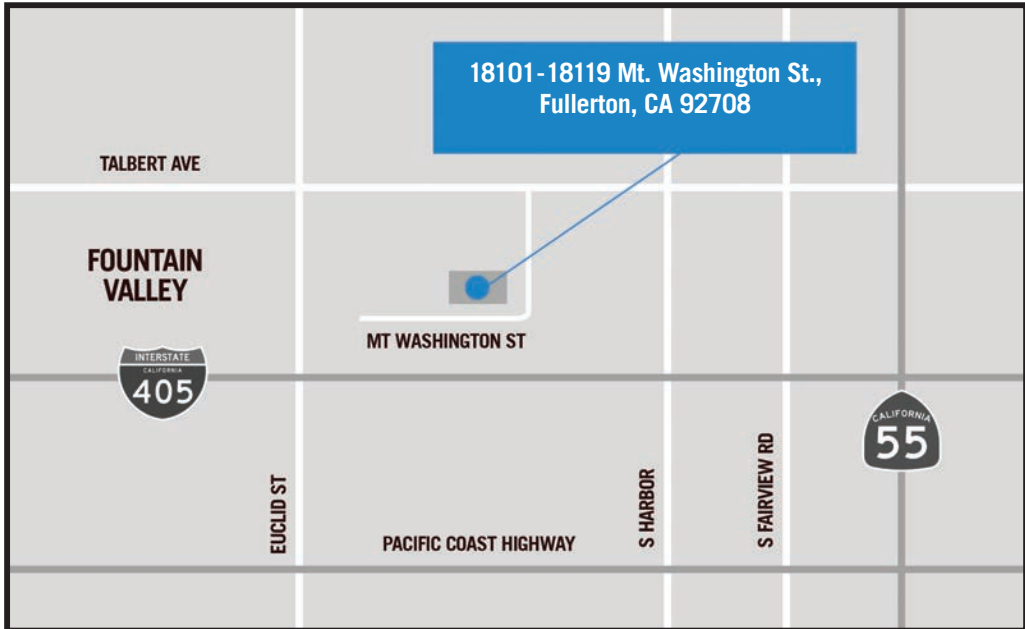 18101-18119 Mt. Washington St.,
Fullerton, CA 92708
TALBERT AVE
FOUNTAIN
VALLEY
MT WASHINGTON ST
INTERSTATE
CALIFORNIA
405
CALIFORNIA
55
EUCLID ST
S HARBOR
S FAIRVIEW RD
PACIFIC COAST HIGHWAY